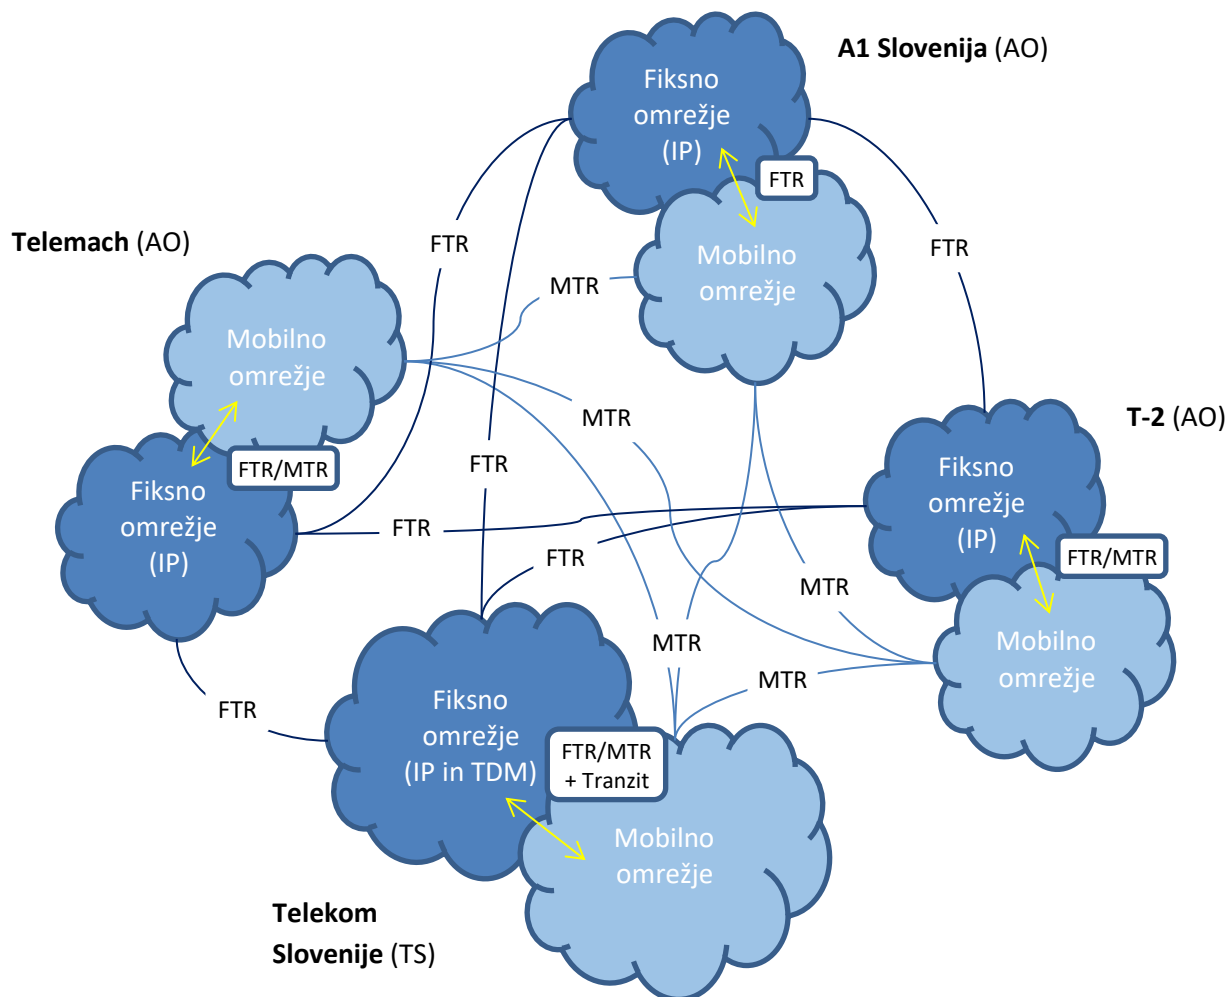 A1 Slovenija (AO)
Fiksno
omrežje
(IP)
FTR
Mobilno
omrežje
Telemach (AO)
FTR
FTR
MTR
Mobilno
omrežje
MTR
T-2 (AO)
FTR/MTR
FTR
Fiksno
omrežje
(IP)
Fiksno
omrežje
(IP)
FTR
FTR
FTR/MTR
MTR
Mobilno
omrežje
MTR
MTR
FTR
Fiksno
omrežje
(IP in TDM)
FTR/MTR
+ Tranzit
Mobilno
omrežje
Telekom
Slovenije (TS)